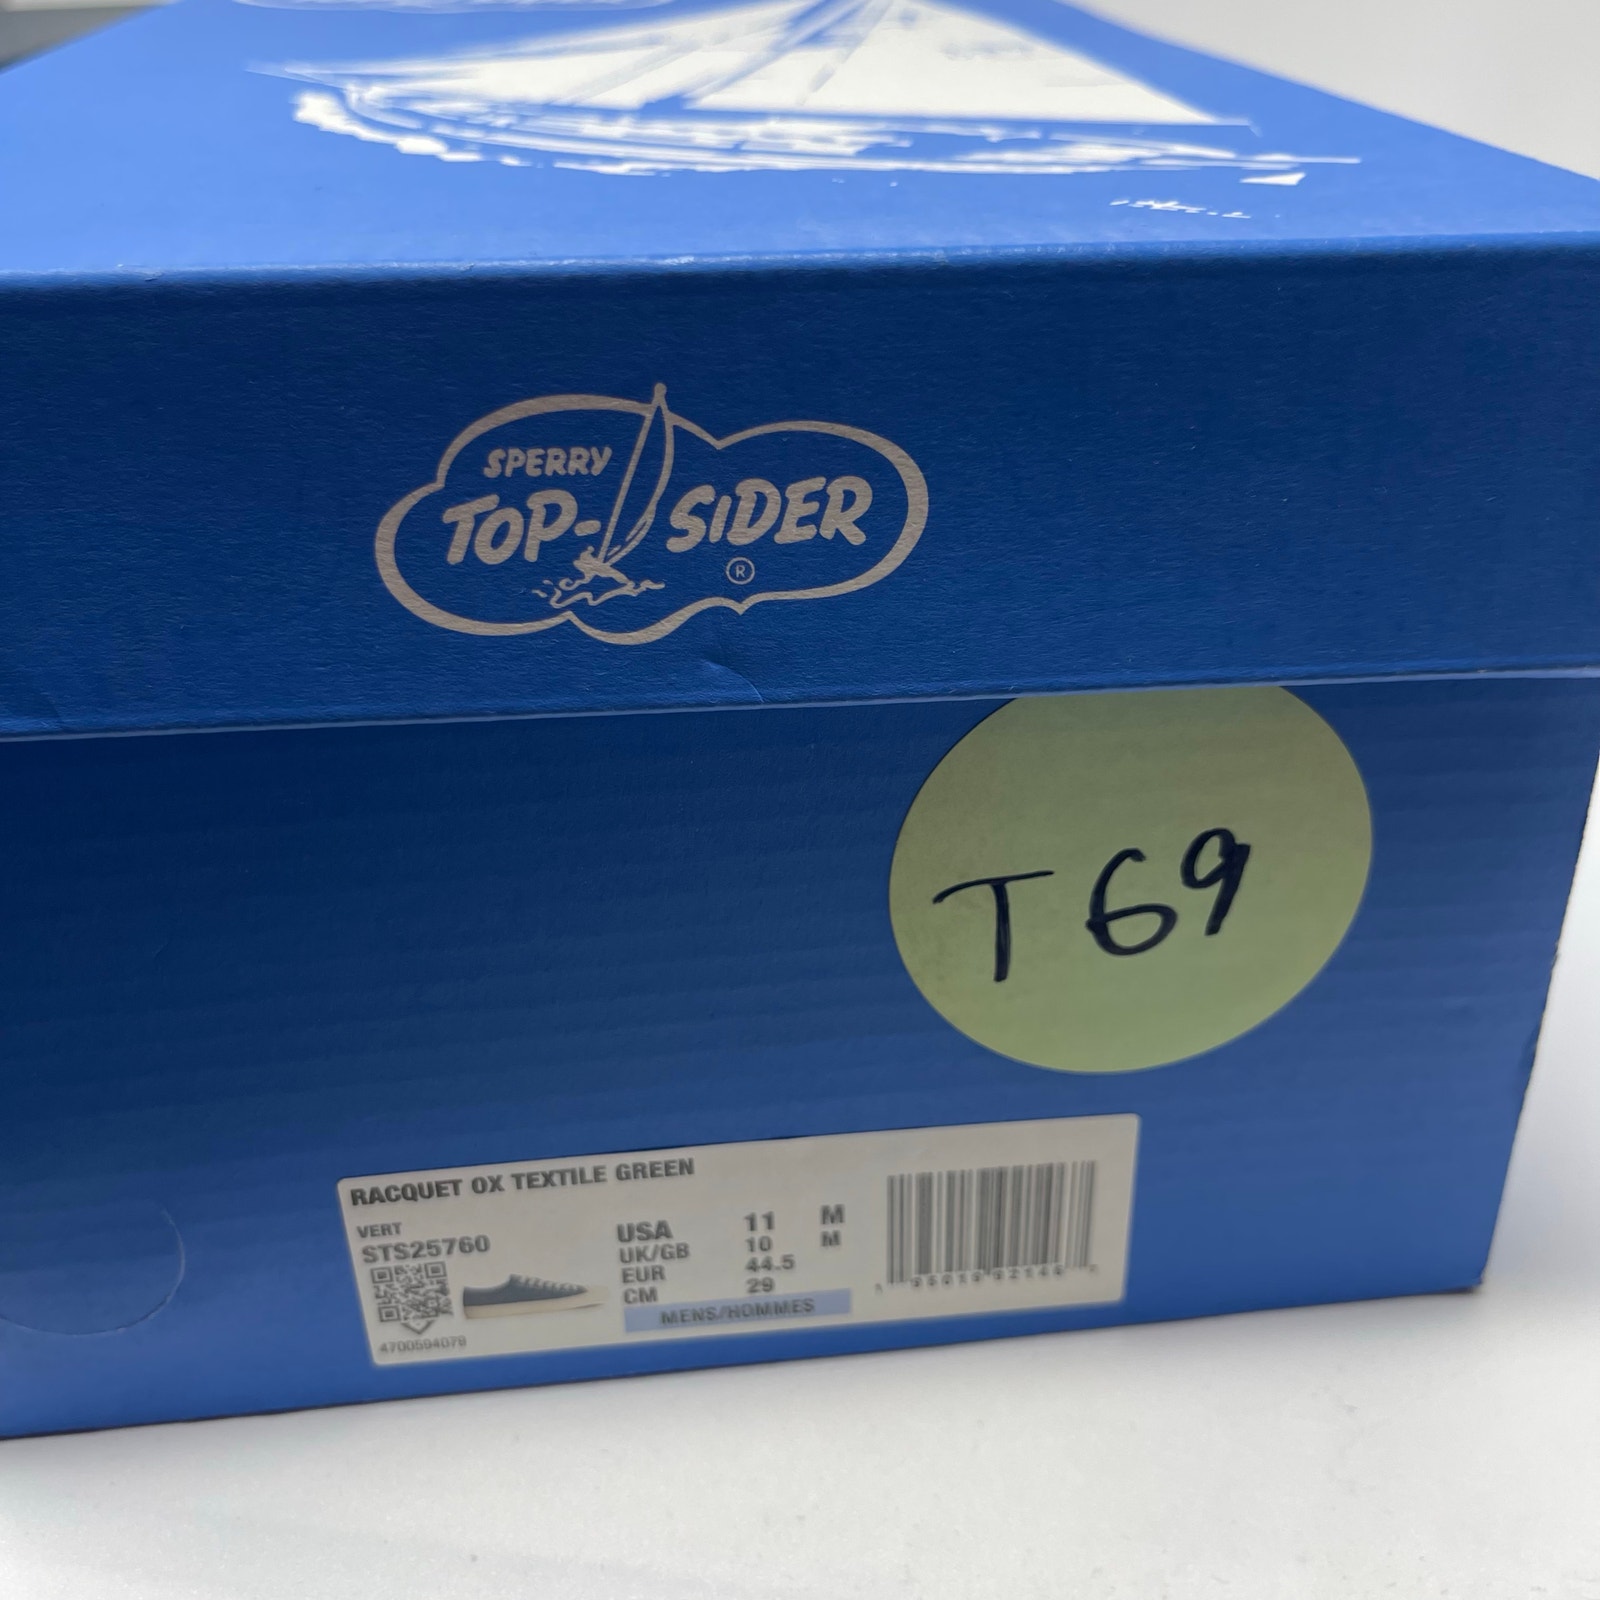 SPERRY
TOP-SIDER
®
T69
RACQUET OX TEXTILE GREEN
VERT
STS25760
USA 11 M
UK/GB 10 M
EUR 44.5
CM 29
MENS/HOMMES
4700594079